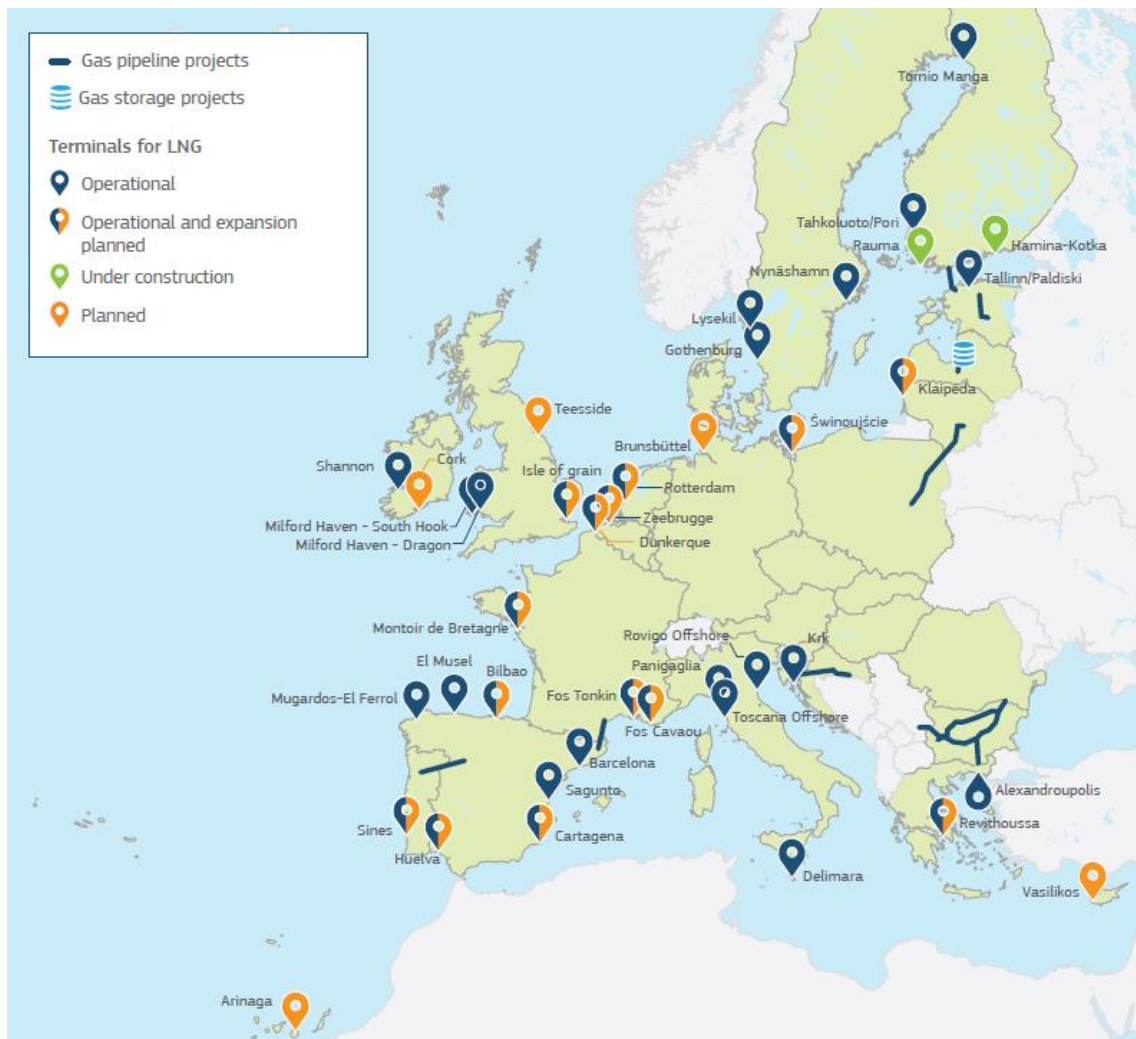 Gas pipeline projects
Gas storage projects
Terminals for LNG
Operational
Operational and expansion
planned
Under construction
Planned
Tornio Manga
Tahkoluoto/Pori
Rauma
Hamina-Kotka
Nynäshamn
Tallinn/Paldiski
Lysekil
Gothenburg
Klaipėda
Teesside
Świnoujście
Brunsbüttel
Shannon
Cork
Isle of grain
Rotterdam
Milford Haven - South Hook
Zeebrugge
Milford Haven - Dragon
Dunkerque
Montoir de Bretagne
Rovigo Offshore
Krk
El Musel
Bilbao
Panigaglia
Mugardos-El Ferrol
Fos Tonkin
Toscana Offshore
Fos Cavaou
Barcelona
Sagunto
Alexandroupolis
Sines
Cartagena
Revithoussa
Huelva
Delimara
Vasilikos
Arinaga